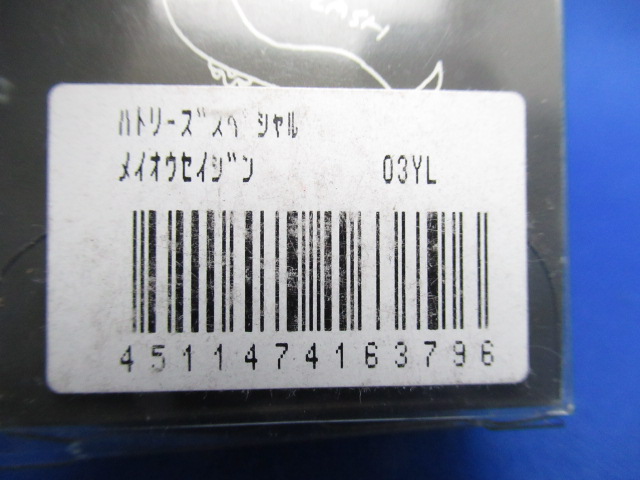 ASH
ﾊﾄﾘｰｽﾞｽﾍﾟｼｬﾙ
ﾒｲｵｳｾｲｼﾞﾝ 03YL
4511474163796